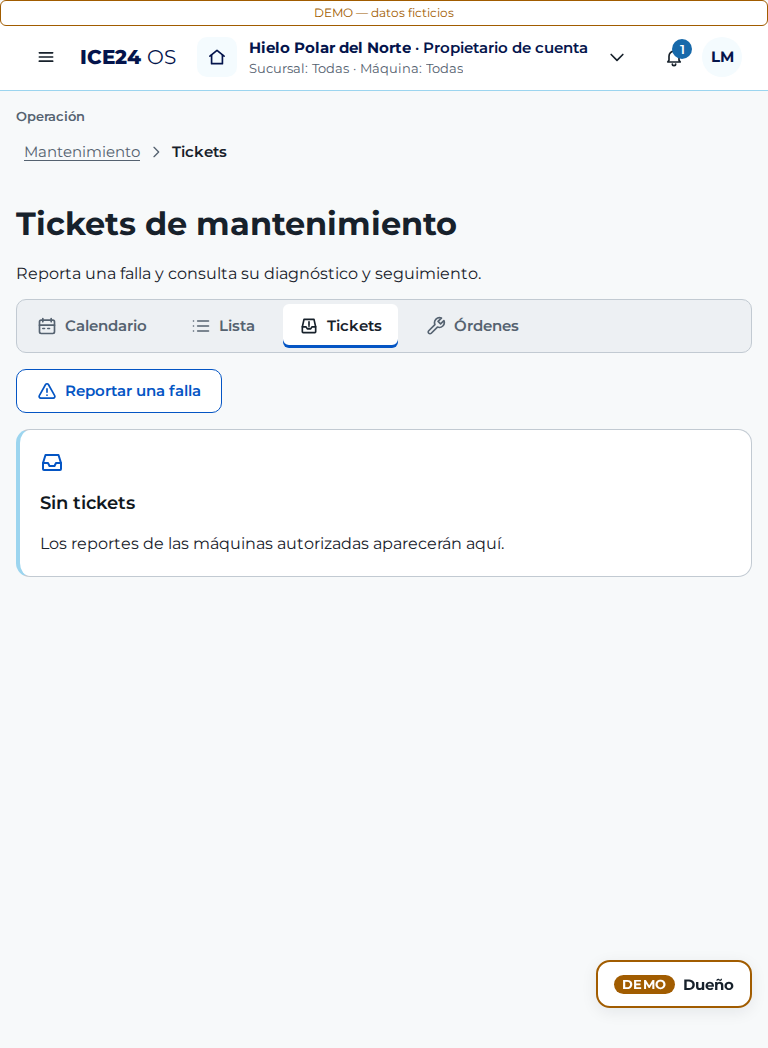 DEMO — datos ficticios
ICE24 OS
Hielo Polar del Norte · Propietario de cuenta
Sucursal: Todas · Máquina: Todas
1
LM
Operación
Mantenimiento > Tickets
Tickets de mantenimiento
Reporta una falla y consulta su diagnóstico y seguimiento.
Calendario Lista Tickets Órdenes
Reportar una falla
Sin tickets
Los reportes de las máquinas autorizadas aparecerán aquí.
DEMO Dueño